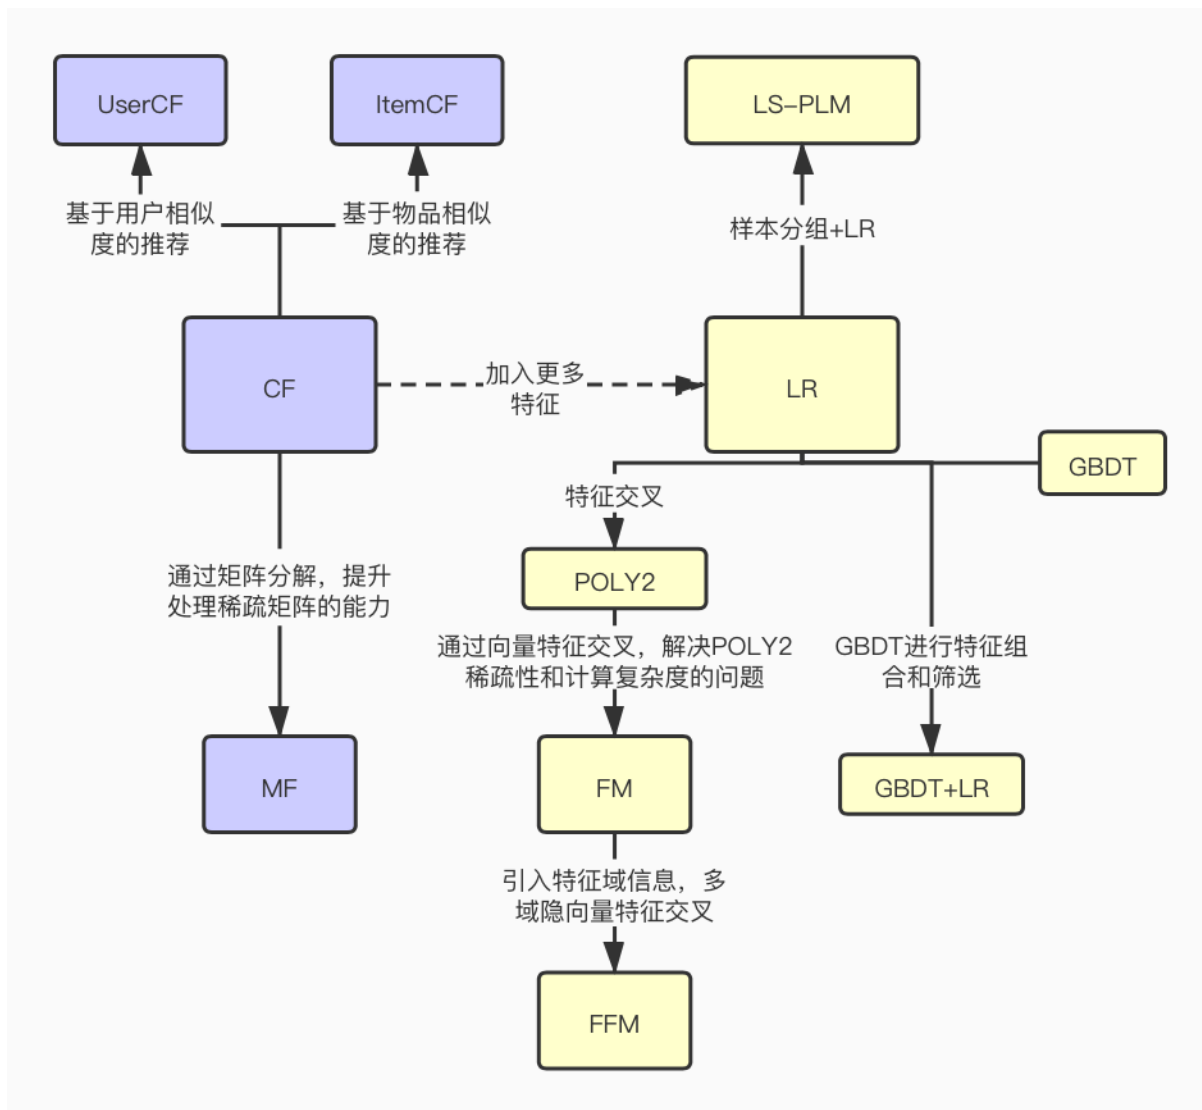 UserCF
ItemCF
LS-PLM
基于用户相似
度的推荐
基于物品相似
度的推荐
样本分组+LR
CF
加入更多
特征
LR
GBDT
特征交叉
POLY2
通过矩阵分解，提升
处理稀疏矩阵的能力
通过向量特征交叉，解决POLY2
稀疏性和计算复杂度的问题
GBDT进行特征组
合和筛选
MF
FM
GBDT+LR
引入特征域信息，多
域隐向量特征交叉
FFM